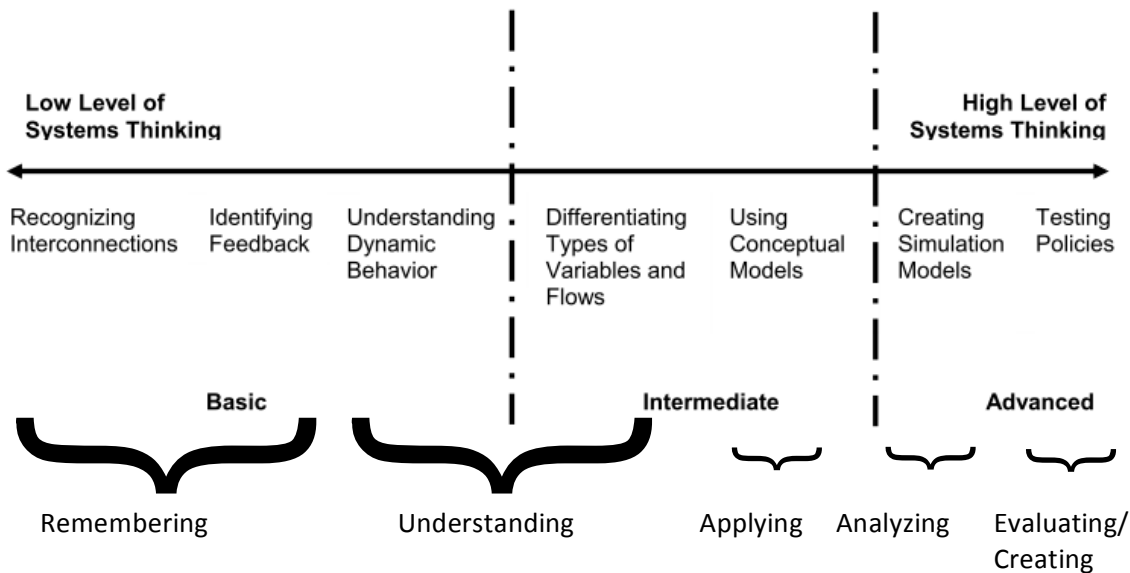 Low Level of
Systems Thinking
High Level of
Systems Thinking
Recognizing
Interconnections
Identifying
Feedback
Understanding
Dynamic
Behavior
Differentiating
Types of
Variables and
Flows
Using
Conceptual
Models
Creating
Simulation
Models
Testing
Policies
Basic
Intermediate
Advanced
Remembering
Understanding
Applying
Analyzing
Evaluating/
Creating